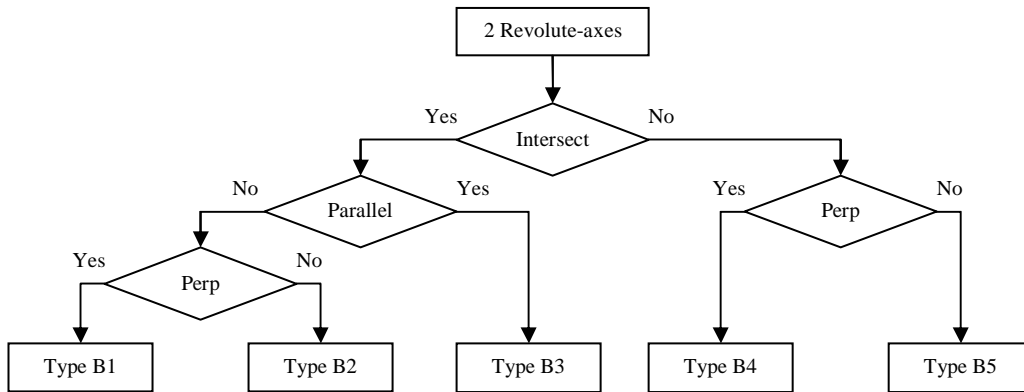 2 Revolute-axes
Yes
No
Intersect
No
Yes
Yes
No
Parallel
Perp
Yes
No
Perp
Type B1
Type B2
Type B3
Type B4
Type B5